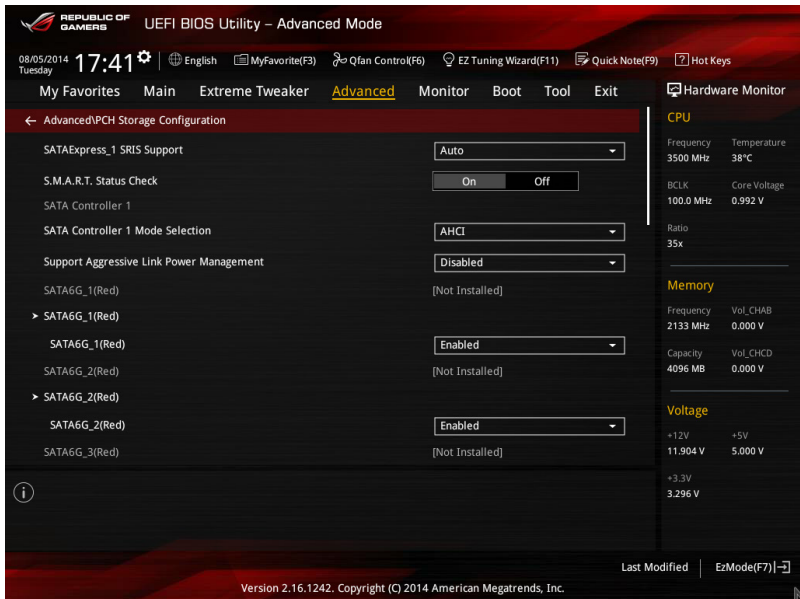 REPUBLIC OF
GAMERS
UEFI BIOS Utility – Advanced Mode
08/05/2014
Tuesday
17:41
English
MyFavorite(F3)
Qfan Control(F6)
EZ Tuning Wizard(F11)
Quick Note(F9)
? Hot Keys
My Favorites Main Extreme Tweaker Advanced Monitor Boot Tool Exit
Hardware Monitor
Advanced\PCH Storage Configuration
SATAExpress_1 SRIS Support Auto
S.M.A.R.T. Status Check On Off
SATA Controller 1
SATA Controller 1 Mode Selection AHCI
Support Aggressive Link Power Management Disabled
SATA6G_1(Red) [Not Installed]
SATA6G_1(Red)
SATA6G_1(Red) Enabled
SATA6G_2(Red) [Not Installed]
SATA6G_2(Red)
SATA6G_2(Red) Enabled
SATA6G_3(Red) [Not Installed]
CPU
Frequency Temperature
3500 MHz 38°C
BCLK Core Voltage
100.0 MHz 0.992 V
Ratio
35x
Memory
Frequency Vol_CHAB
2133 MHz 0.000 V
Capacity Vol_CHCD
4096 MB 0.000 V
Voltage
+12V +5V
11.904 V 5.000 V
+3.3V
3.296 V
i
Last Modified
EzMode(F7)
Version 2.16.1242. Copyright (C) 2014 American Megatrends, Inc.